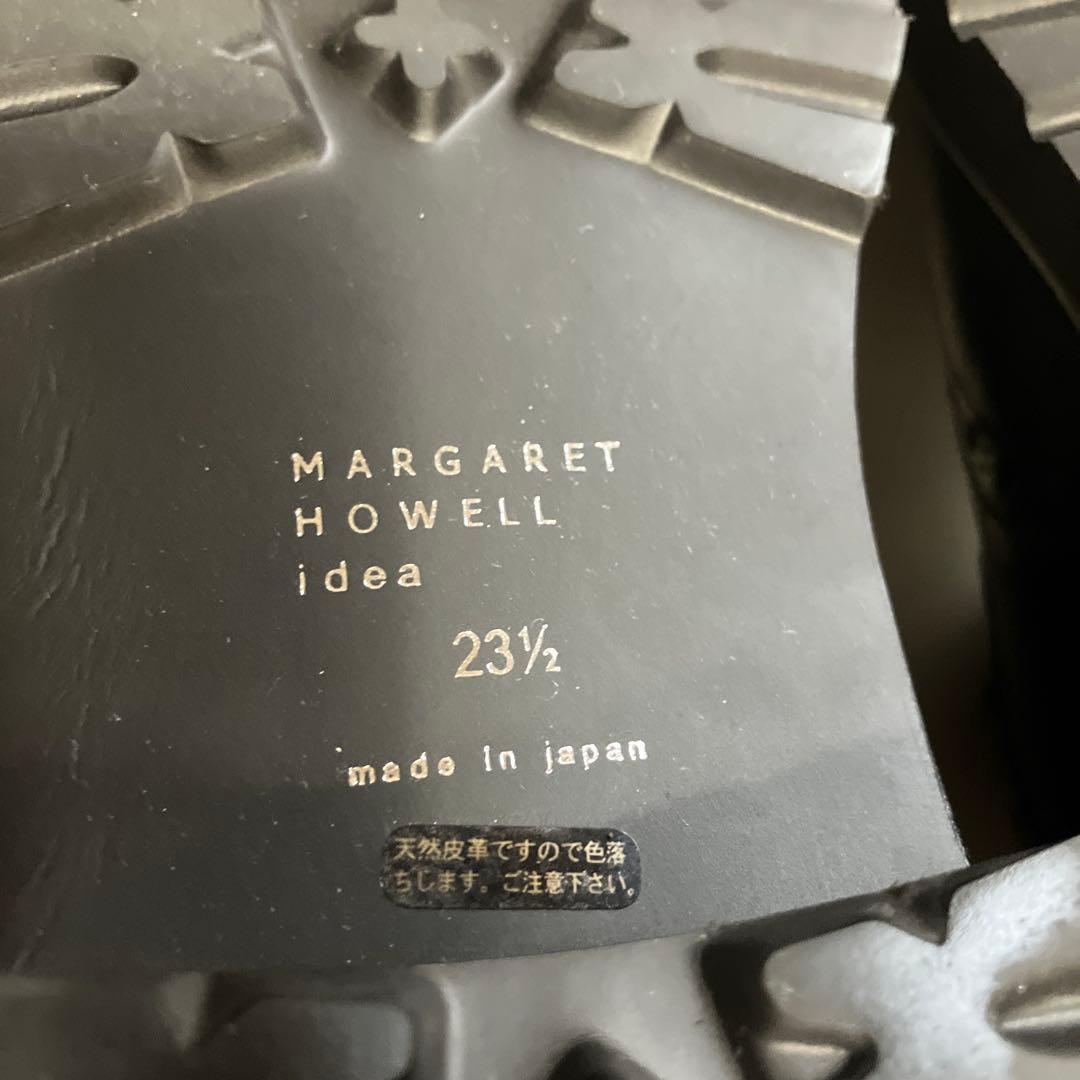 MARGARET
HOWELL
idea
23½
made in japan
天然皮革ですので色落
ちします。ご注意下さい。